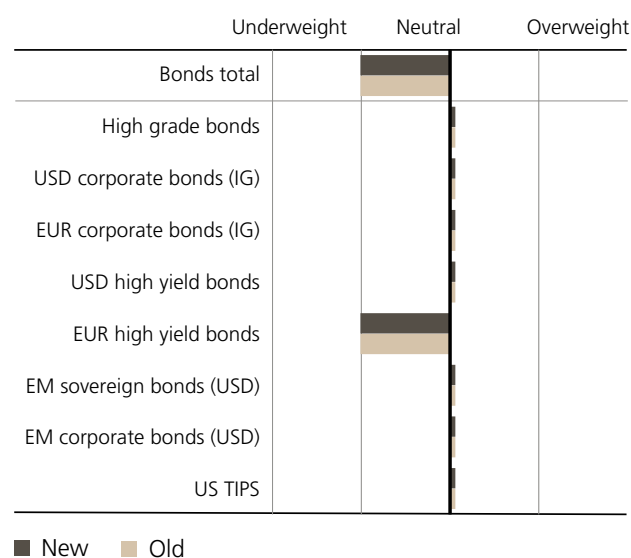 Underweight Neutral Overweight
Bonds total
High grade bonds
USD corporate bonds (IG)
EUR corporate bonds (IG)
USD high yield bonds
EUR high yield bonds
EM sovereign bonds (USD)
EM corporate bonds (USD)
US TIPS
New Old